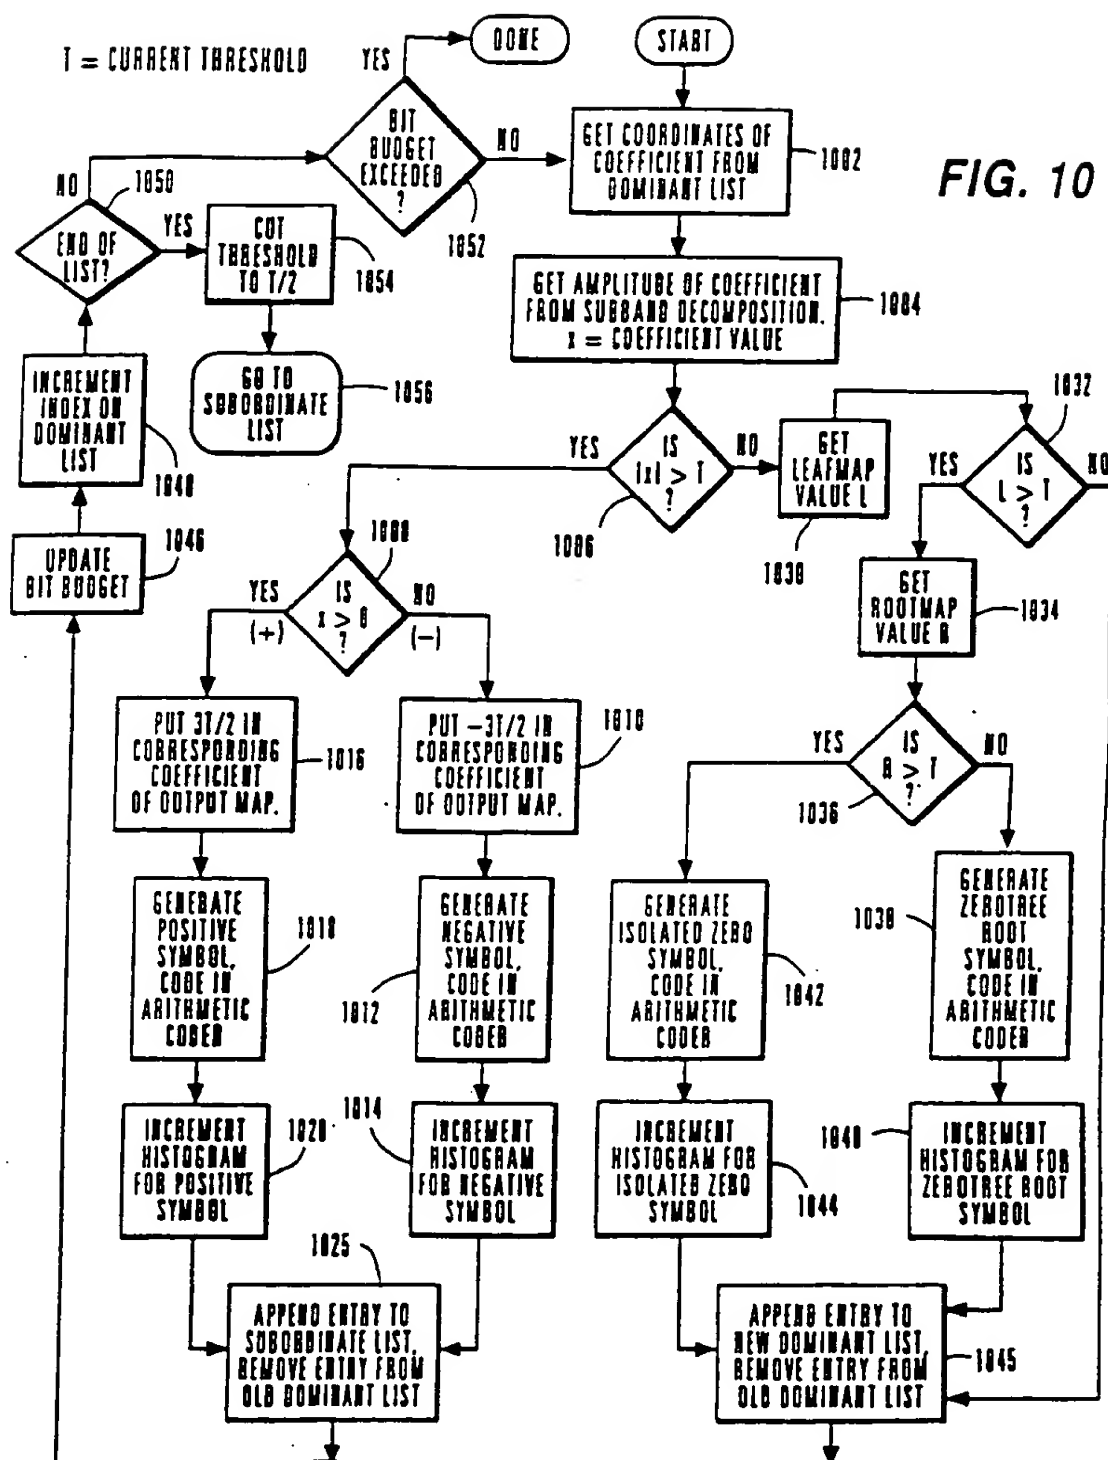 T = CURRENT THRESHOLD
YES
DONE
START
BIT
BUDGET
EXCEEDED
?
NO
1052
GET COORDINATES OF
COEFFICIENT FROM
DOMINANT LIST
1002
FIG. 10
NO
1050
END OF
LIST?
YES
CUT
THRESHOLD
TO T/2
1054
GET AMPLITUDE OF COEFFICIENT
FROM SUBBAND DECOMPOSITION.
x = COEFFICIENT VALUE
1004
INCREMENT
INDEX ON
DOMINANT
LIST
1048
GO TO
SUBORDINATE
LIST
1056
YES
IS
|x| > T
?
NO
1006
GET
LEAFMAP
VALUE L
1030
1032
YES
IS
L > T
?
NO
UPDATE
BIT BUDGET
1046
1008
YES
(+)
IS
x > 0
?
NO
(−)
GET
ROOTMAP
VALUE R
1034
PUT 3T/2 IN
CORRESPONDING
COEFFICIENT
OF OUTPUT MAP.
1016
PUT −3T/2 IN
CORRESPONDING
COEFFICIENT
OF OUTPUT MAP.
1010
YES
IS
R > T
?
NO
1036
GENERATE
POSITIVE
SYMBOL,
CODE IN
ARITHMETIC
CODER
1018
GENERATE
NEGATIVE
SYMBOL,
CODE IN
ARITHMETIC
CODER
1012
GENERATE
ISOLATED ZERO
SYMBOL,
CODE IN
ARITHMETIC
CODER
1042
GENERATE
ZEROTREE
ROOT
SYMBOL,
CODE IN
ARITHMETIC
CODER
1038
INCREMENT
HISTOGRAM
FOR POSITIVE
SYMBOL
1020
INCREMENT
HISTOGRAM
FOR NEGATIVE
SYMBOL
1014
INCREMENT
HISTOGRAM FOR
ISOLATED ZERO
SYMBOL
1044
INCREMENT
HISTOGRAM FOR
ZEROTREE ROOT
SYMBOL
1040
1025
APPEND ENTRY TO
SUBORDINATE LIST,
REMOVE ENTRY FROM
OLD DOMINANT LIST
APPEND ENTRY TO
NEW DOMINANT LIST,
REMOVE ENTRY FROM
OLD DOMINANT LIST
1045